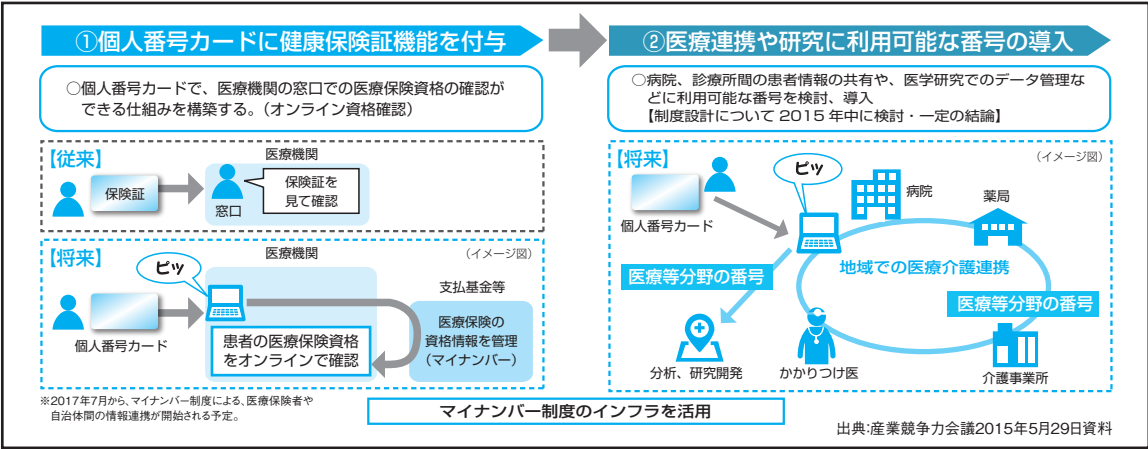 ①個人番号カードに健康保険証機能を付与
○個人番号カードで、医療機関の窓口での医療保険資格の確認が
できる仕組みを構築する。（オンライン資格確認）
【従来】
医療機関
保険証
窓口
保険証を
見て確認
【将来】
医療機関
（イメージ図）
ピッ
個人番号カード
患者の医療保険資格
をオンラインで確認
支払基金等
医療保険の
資格情報を管理
（マイナンバー）
※2017年7月から、マイナンバー制度による、医療保険者や
自治体間の情報連携が開始される予定。
②医療連携や研究に利用可能な番号の導入
○病院、診療所間の患者情報の共有や、医学研究でのデータ管理な
どに利用可能な番号を検討、導入
【制度設計について 2015 年中に検討・一定の結論】
【将来】
（イメージ図）
個人番号カード
ピッ
病院
薬局
地域での医療介護連携
医療等分野の番号
医療等分野の番号
分析、研究開発
かかりつけ医
介護事業所
マイナンバー制度のインフラを活用
出典:産業競争力会議2015年5月29日資料